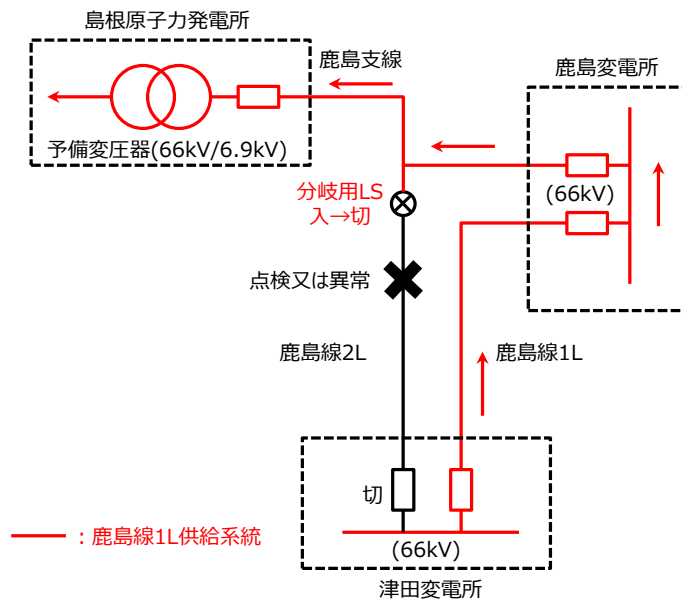 島根原子力発電所
鹿島支線
鹿島変電所
予備変圧器(66kV/6.9kV)
(66kV)
分岐用LS
入→切
点検又は異常
鹿島線2L
鹿島線1L
切
:鹿島線1L供給系統
(66kV)
津田変電所